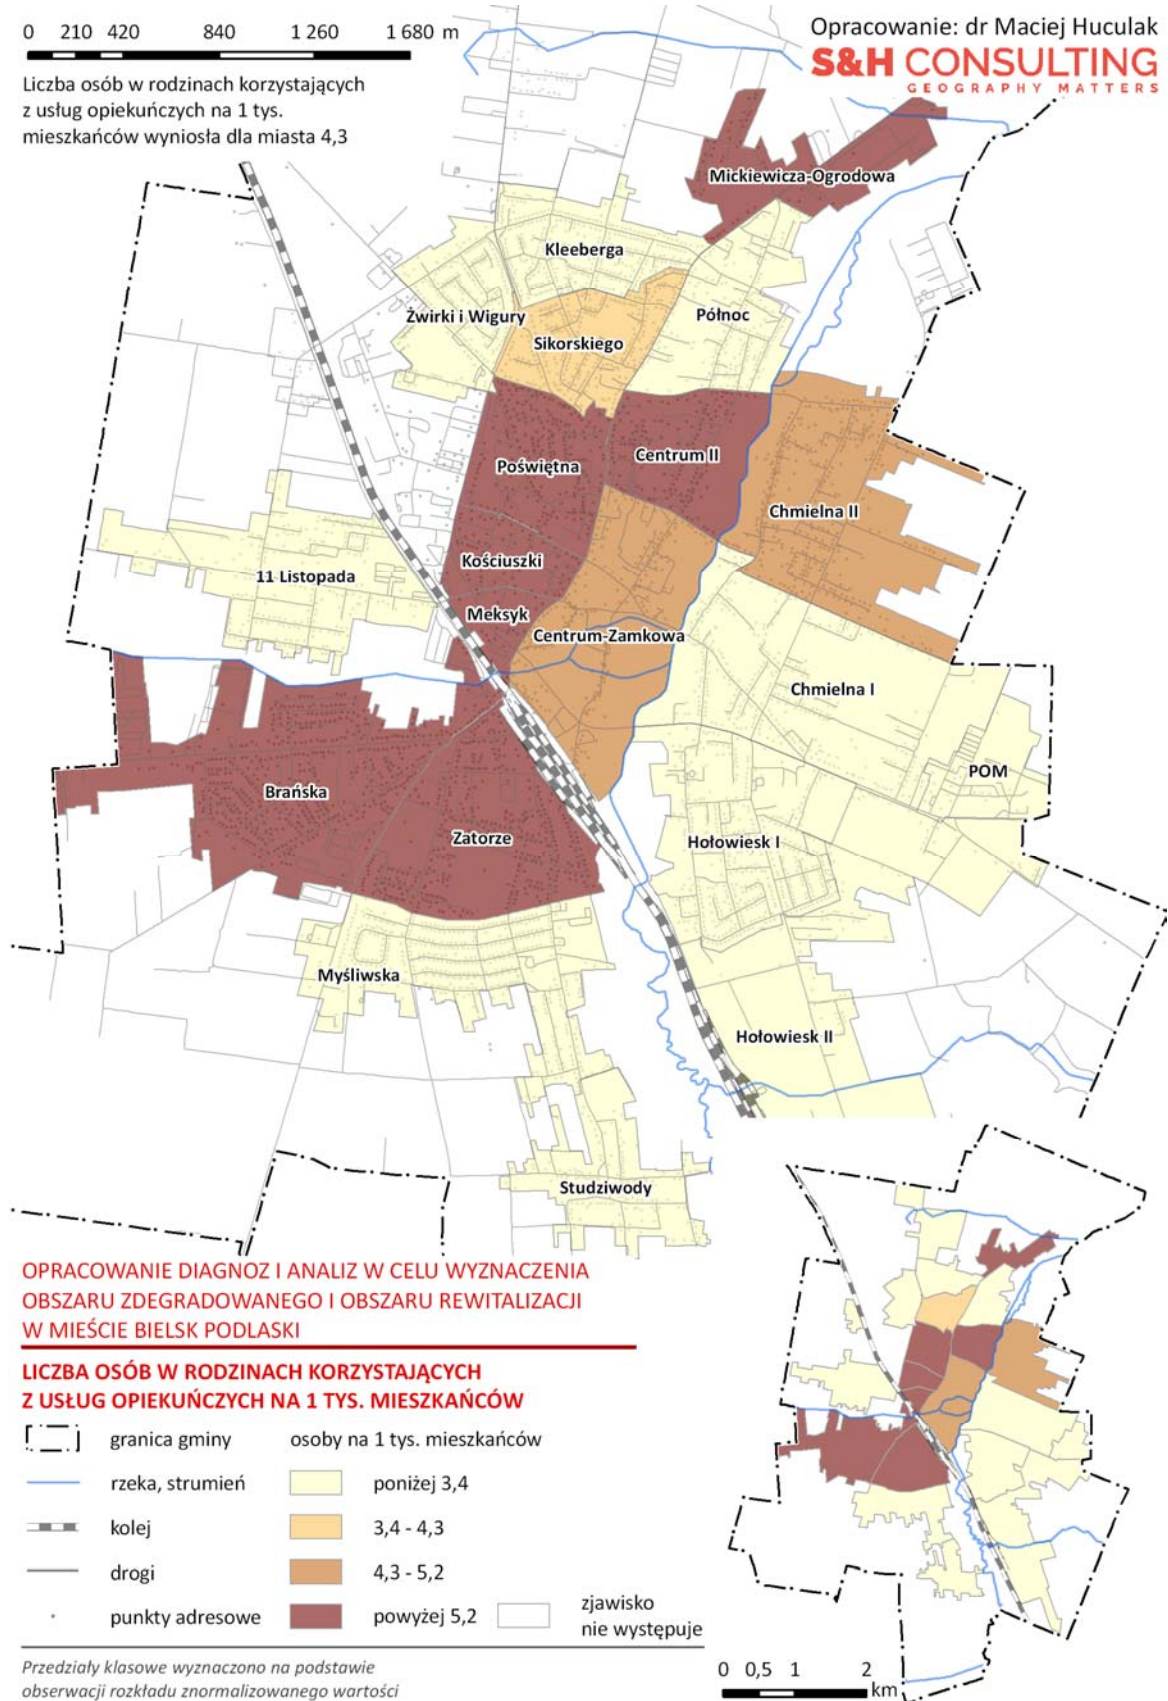 0 210 420 840 1 260 1 680 m
Opracowanie: dr Maciej Huculak
S&H CONSULTING
GEOGRAPHY MATTERS
Liczba osób w rodzinach korzystających
z usług opiekuńczych na 1 tys.
mieszkańców wyniosła dla miasta 4,3
Mickiewicza-Ogrodowa
Kleeberga
Żwirki i Wigury
Północ
Sikorskiego
Poświętna
Centrum II
Chmielna II
Kościuszki
11 Listopada
Meksyk
Centrum-Zamkowa
Chmielna I
POM
Brańska
Zatorze
Hołowiesk I
Myśliwska
Hołowiesk II
Studziwody
OPRACOWANIE DIAGNOZ I ANALIZ W CELU WYZNACZENIA
OBSZARU ZDEGRADOWANEGO I OBSZARU REWITALIZACJI
W MIEŚCIE BIELSK PODLASKI
LICZBA OSÓB W RODZINACH KORZYSTAJĄCYCH
Z USŁUG OPIEKUŃCZYCH NA 1 TYS. MIESZKAŃCÓW
granica gminy
osoby na 1 tys. mieszkańców
rzeka, strumień
poniżej 3,4
kolej
3,4 - 4,3
drogi
4,3 - 5,2
punkty adresowe
powyżej 5,2
zjawisko
nie występuje
Przedziały klasowe wyznaczono na podstawie
obserwacji rozkładu znormalizowanego wartości
0 0,5 1 2
km